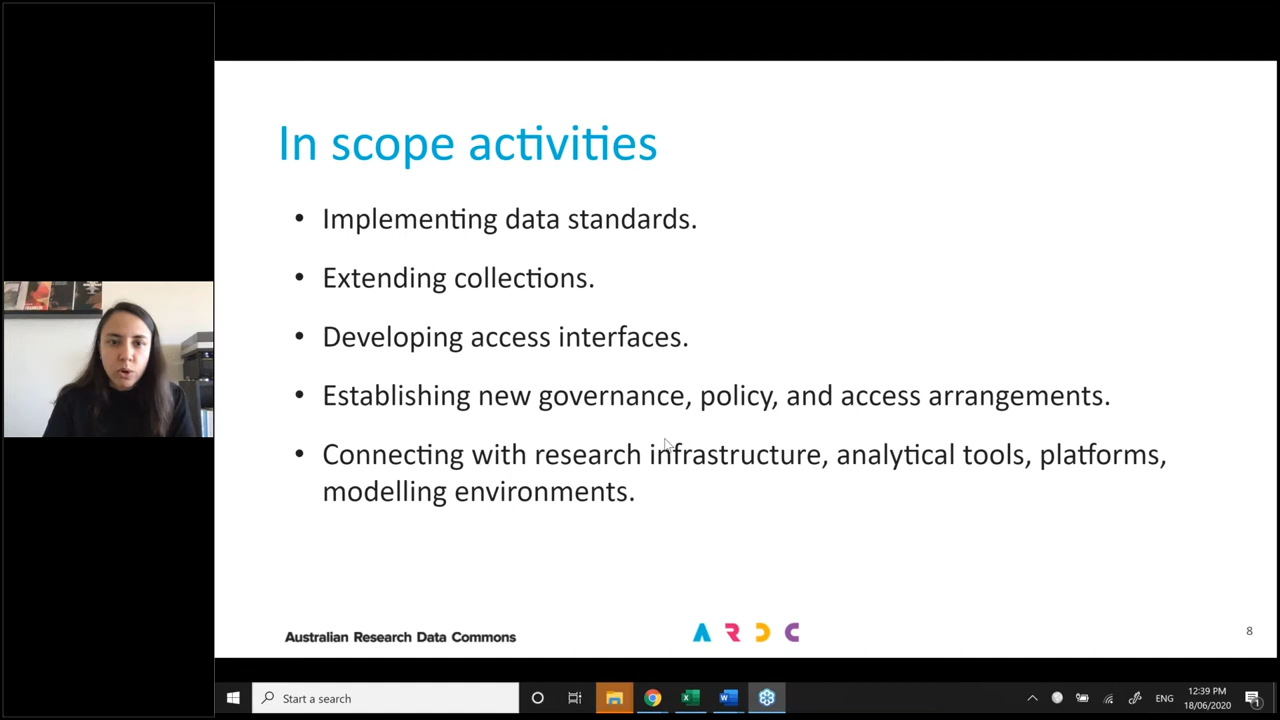 In scope activities
• Implementing data standards.
• Extending collections.
• Developing access interfaces.
• Establishing new governance, policy, and access arrangements.
• Connecting with research infrastructure, analytical tools, platforms,
modelling environments.
Australian Research Data Commons
ARDC
8
Start a search
ENG
12:39 PM
18/06/2020
1